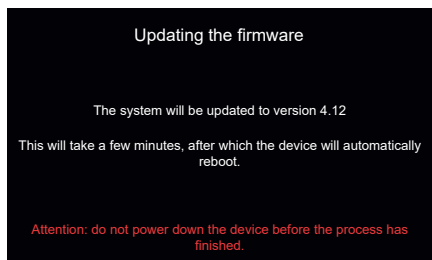 Updating the firmware
The system will be updated to version 4.12
This will take a few minutes, after which the device will automatically
reboot.
Attention: do not power down the device before the process has
finished.